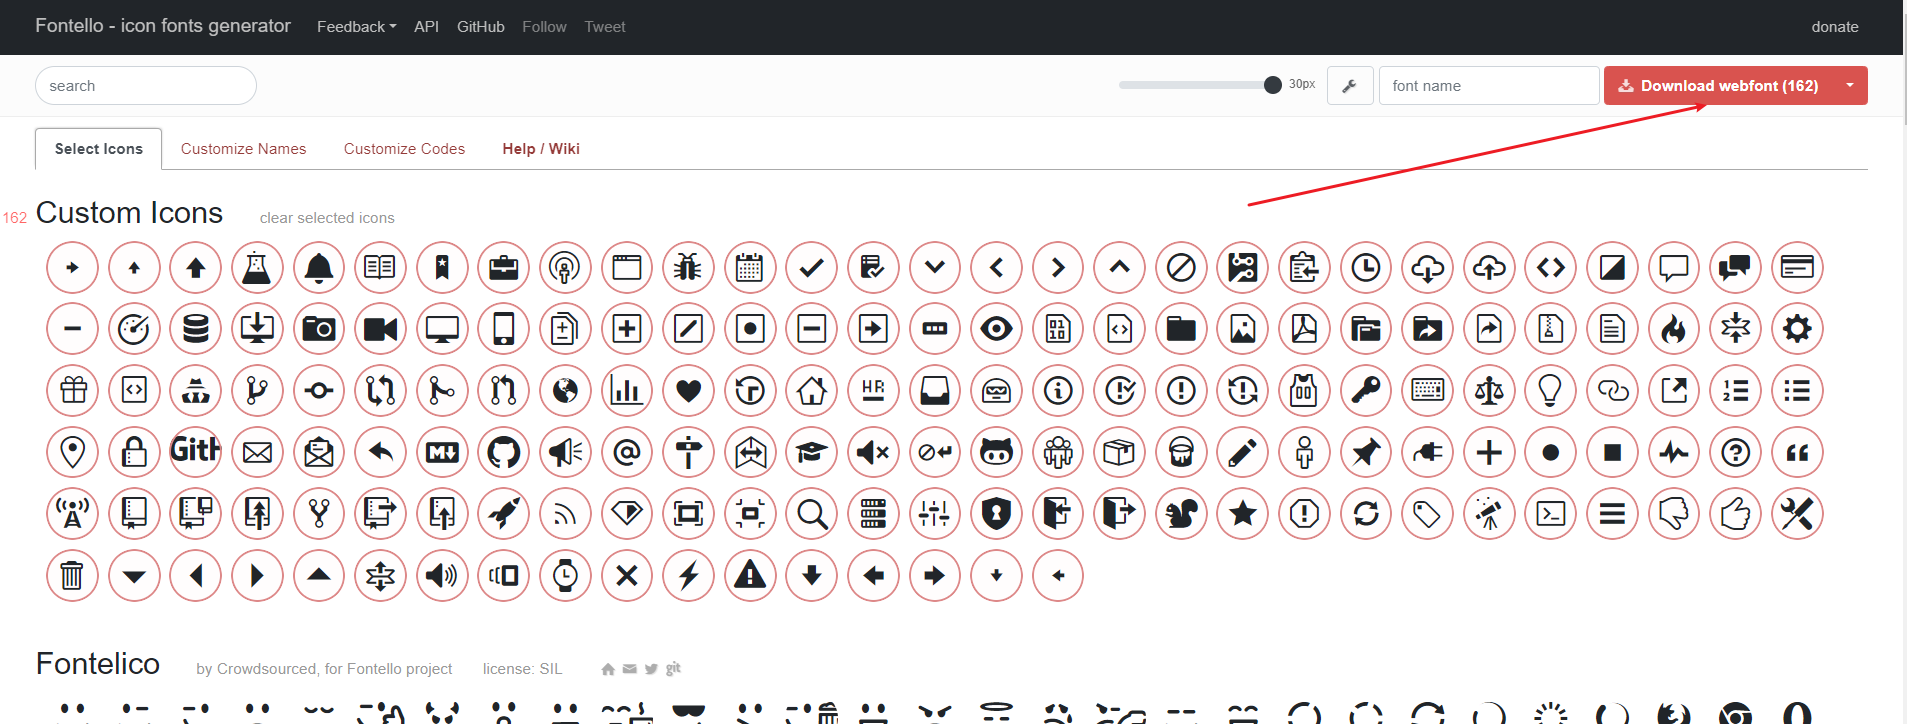 Fontello - icon fonts generator Feedback API GitHub Follow Tweet donate
search 30px font name Download webfont (162)
Select Icons Customize Names Customize Codes Help / Wiki
162 Custom Icons clear selected icons
Fontelico by Crowdsourced, for Fontello project license: SIL git